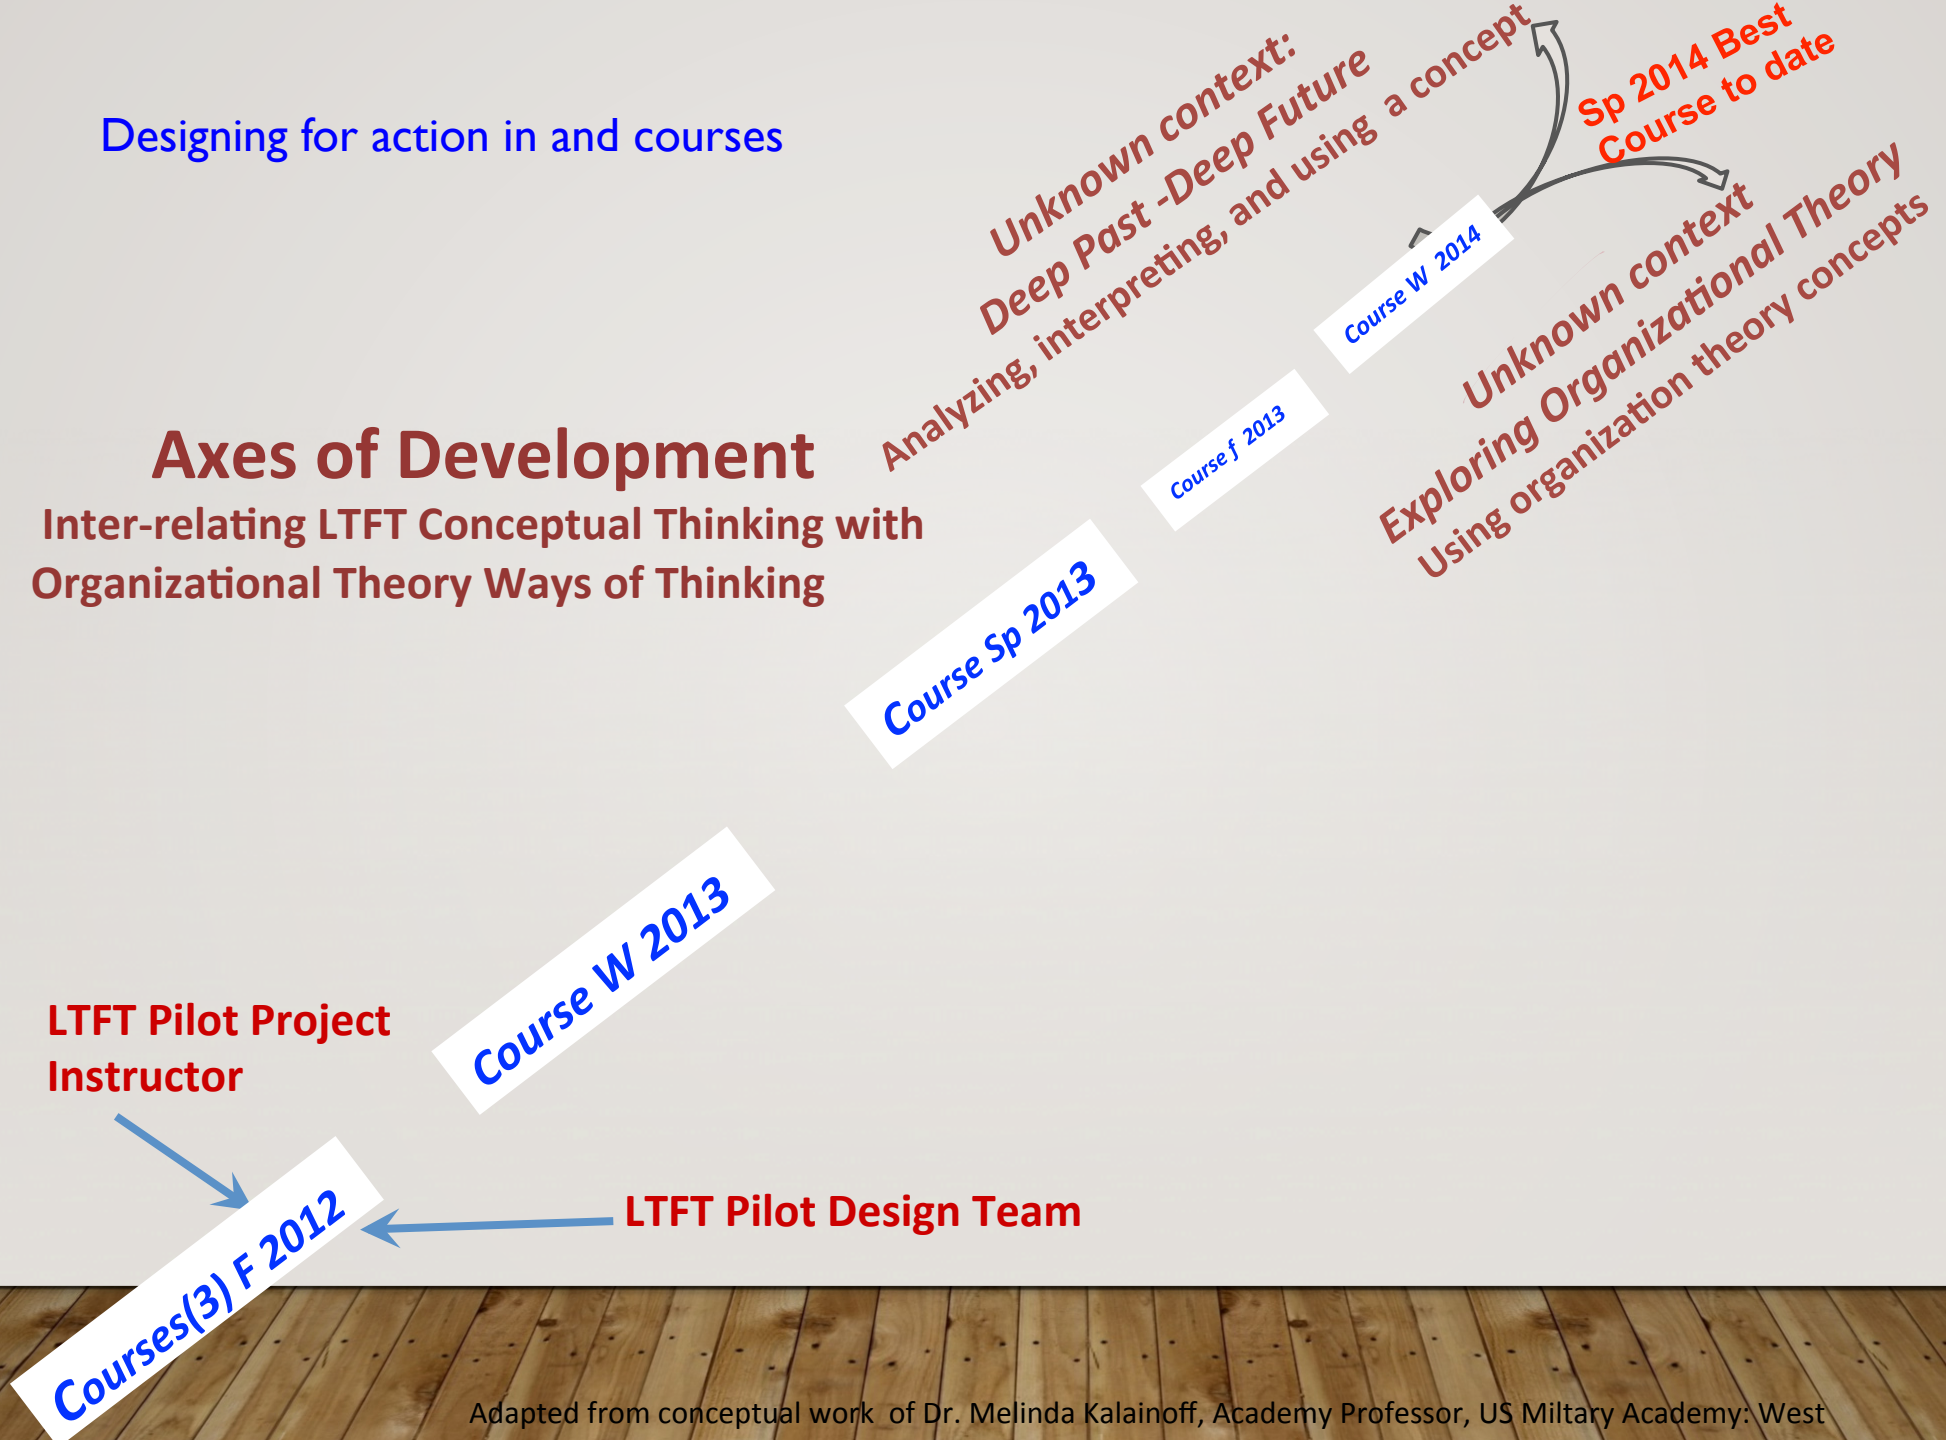 Designing for action in and courses
Unknown context:
Deep Past -Deep Future
Analyzing, interpreting, and using a concept
Sp 2014 Best
Course to date
Unknown context
Exploring Organizational Theory
Using organization theory concepts
Course W 2014
Course f 2013
Axes of Development
Inter-relating LTFT Conceptual Thinking with
Organizational Theory Ways of Thinking
Course Sp 2013
Course W 2013
LTFT Pilot Project
Instructor
LTFT Pilot Design Team
Courses(3) F 2012
Adapted from conceptual work of Dr. Melinda Kalainoff, Academy Professor, US Miltary Academy: West